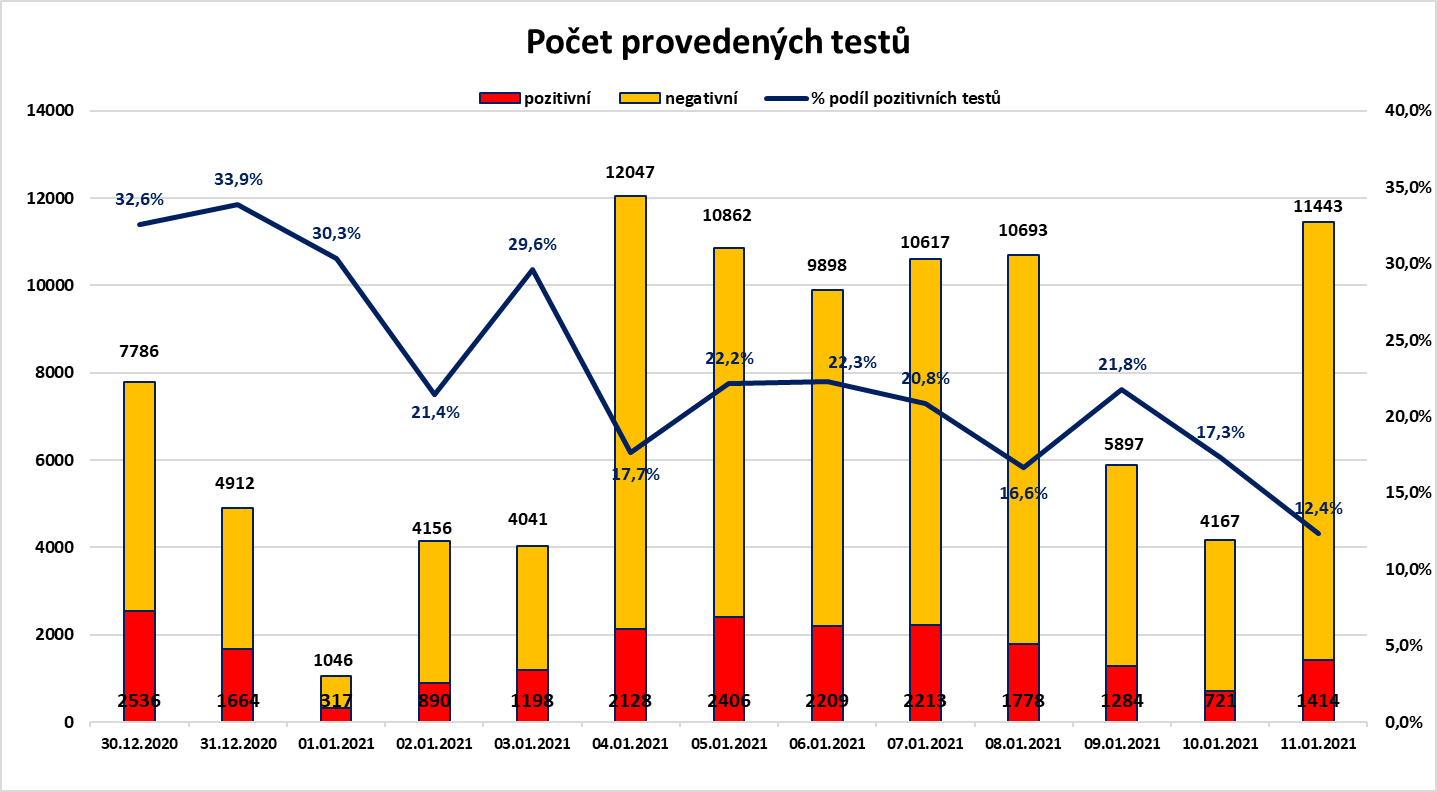 Počet provedených testů
pozitivní negativní % podíl pozitivních testů
14000 40,0%
12000 35,0%
10000 30,0%
8000 25,0%
6000 20,0%
4000 15,0%
2000 10,0%
0 5,0%
0,0%
32,6% 33,9% 30,3% 21,4% 29,6% 17,7% 22,2% 22,3% 20,8% 16,6% 21,8% 17,3% 12,4%
7786 4912 1046 4156 4041 12047 10862 9898 10617 10693 5897 4167 11443
2536 1664 317 890 1198 2128 2406 2209 2213 1778 1284 721 1414
30.12.2020 31.12.2020 01.01.2021 02.01.2021 03.01.2021 04.01.2021 05.01.2021 06.01.2021 07.01.2021 08.01.2021 09.01.2021 10.01.2021 11.01.2021